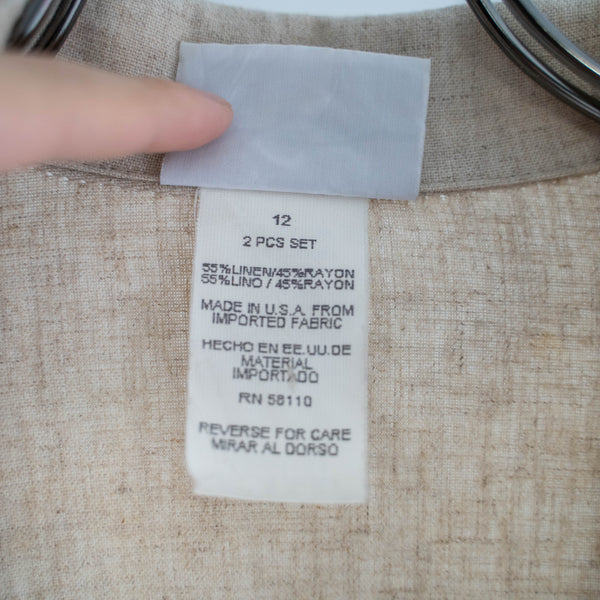 12
2 PCS SET
55%LINEN/45%RAYON
55%LINO / 45%RAYON
MADE IN U.S.A. FROM
IMPORTED FABRIC
HECHO EN EE.UU.DE
MATERIAL
IMPORTADO
RN 58110
REVERSE FOR CARE
MIRAR AL DORSO